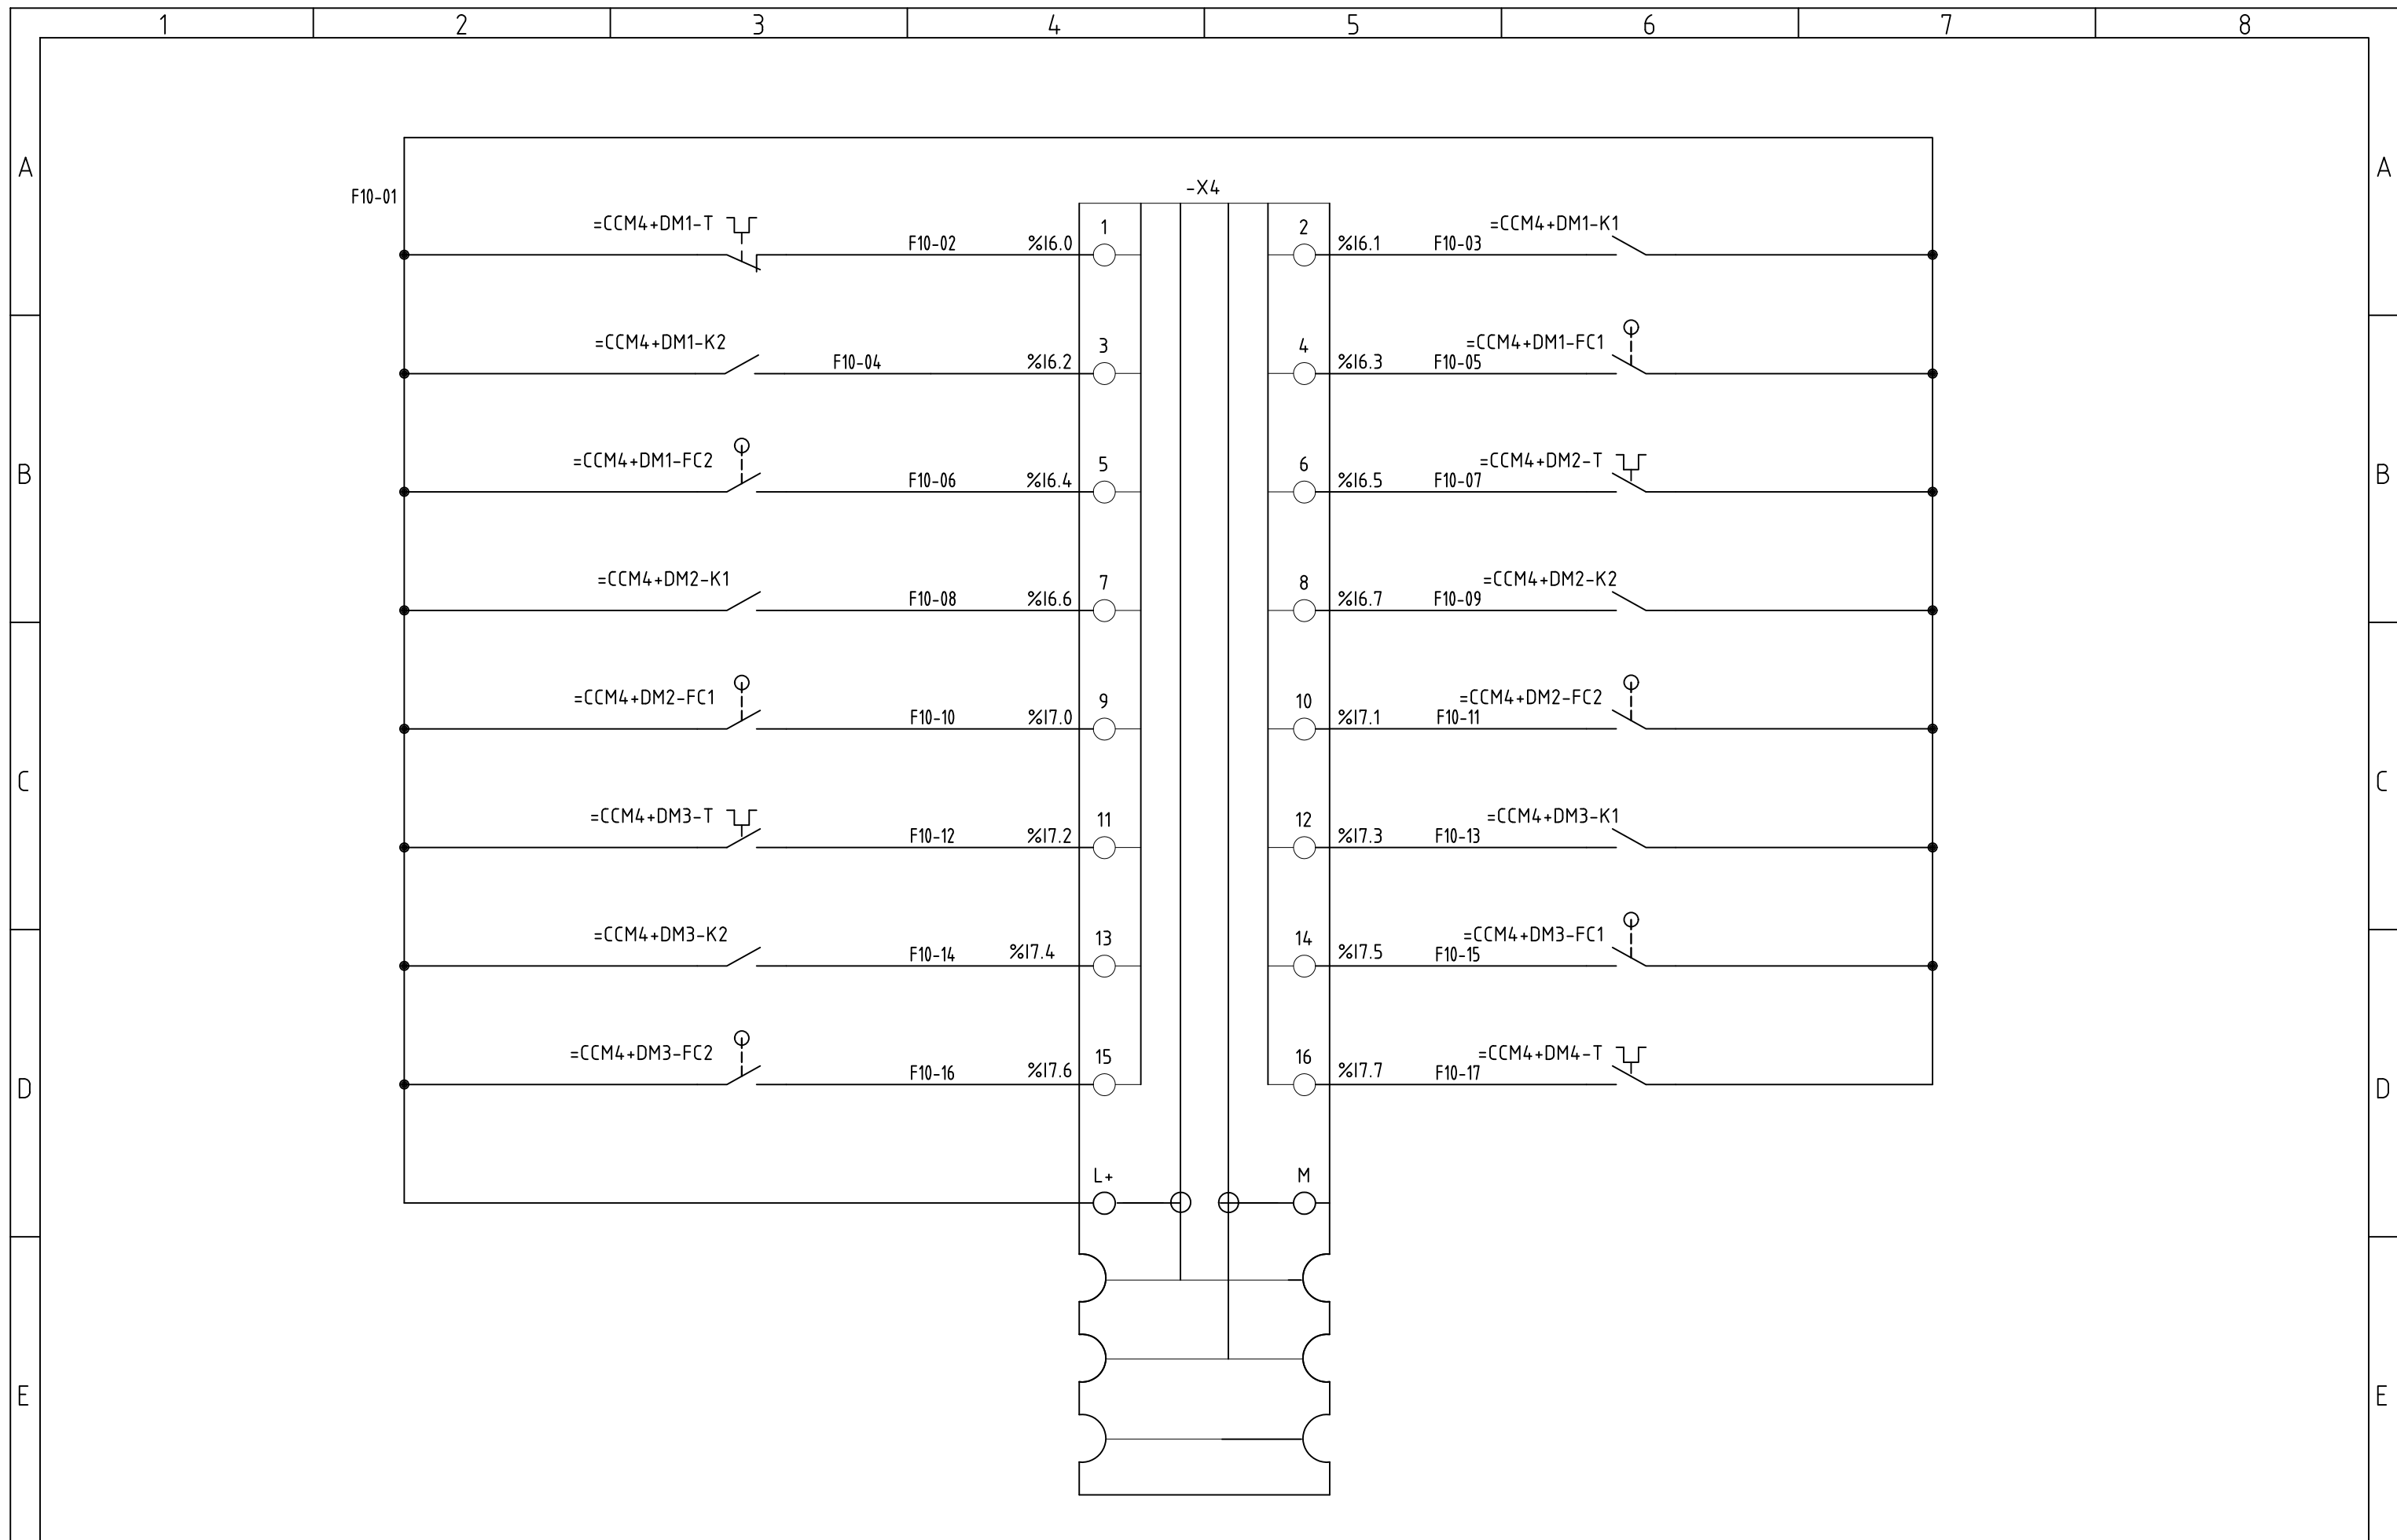 1 2 3 4 5 6 7 8
A A
-X4
F10-01
=CCM4+DM1-T 1 2 =CCM4+DM1-K1
F10-02 %I6.0 %I6.1 F10-03
=CCM4+DM1-K2 3 4 =CCM4+DM1-FC1
F10-04 %I6.2 %I6.3 F10-05
=CCM4+DM1-FC2 5 6 =CCM4+DM2-T
B B
F10-06 %I6.4 %I6.5 F10-07
=CCM4+DM2-K1 7 8 =CCM4+DM2-K2
F10-08 %I6.6 %I6.7 F10-09
=CCM4+DM2-FC1 9 10 =CCM4+DM2-FC2
F10-10 %I7.0 %I7.1 F10-11
C C
=CCM4+DM3-T 11 12 =CCM4+DM3-K1
F10-12 %I7.2 %I7.3 F10-13
=CCM4+DM3-K2 13 14 =CCM4+DM3-FC1
F10-14 %I7.4 %I7.5 F10-15
=CCM4+DM3-FC2 15 16 =CCM4+DM4-T
F10-16 %I7.6 %I7.7 F10-17
D D
L+ M
E E